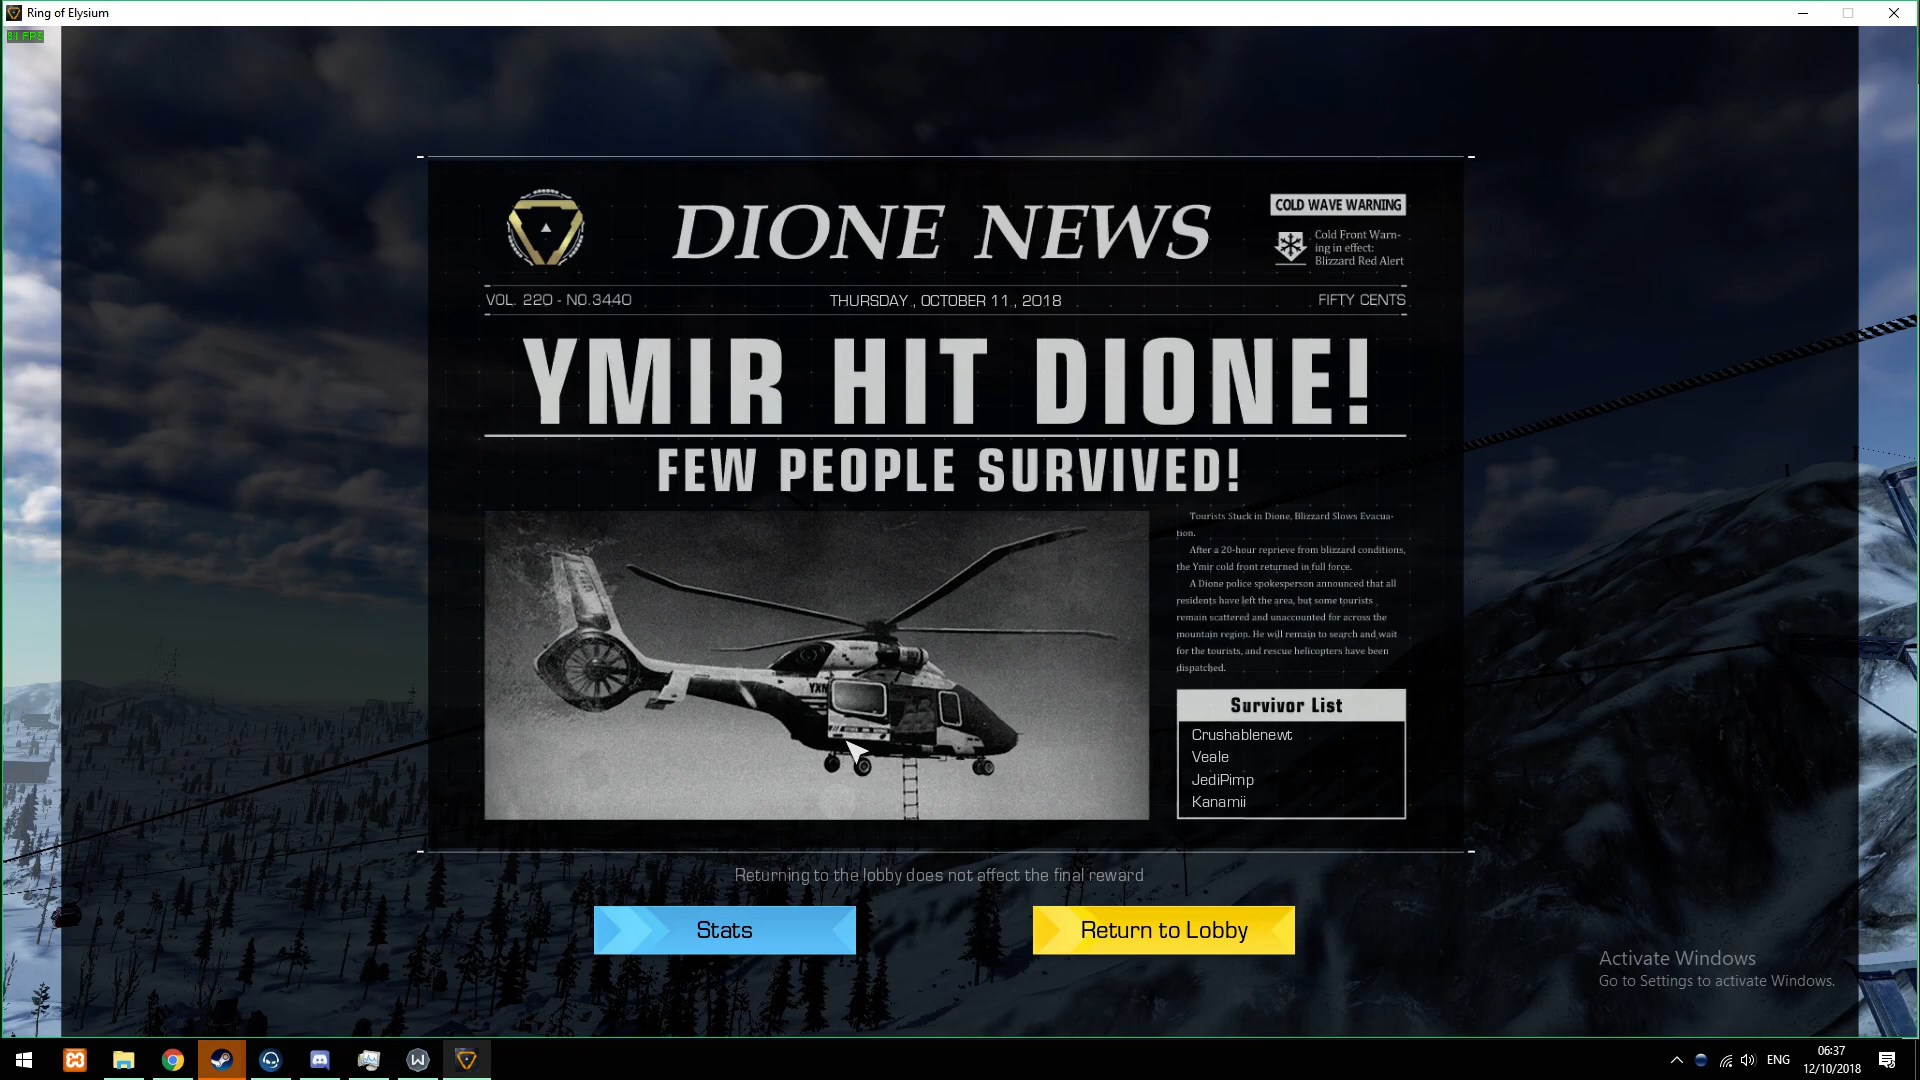 Ring of Elysium
81 FPS
DIONE NEWS
COLD WAVE WARNING
Cold Front Warn-
ing in effect:
Blizzard Red Alert
VOL. 220 - NO.3440
THURSDAY , OCTOBER 11 , 2018
FIFTY CENTS
YMIR HIT DIONE!
FEW PEOPLE SURVIVED!
Tourists Stuck in Dione, Blizzard Slows Evacua-
tion.
After a 20-hour reprieve from blizzard conditions,
the Ymir cold front returned in full force.
A Dione police spokesperson announced that all
residents have left the area, but some tourists
remain scattered and unaccounted for across the
mountain region. He will remain to search and wait
for the tourists, and rescue helicopters have been
dispatched.
Survivor List
Crushablenewt
Veale
JediPimp
Kanamii
Returning to the lobby does not affect the final reward
Stats
Return to Lobby
Activate Windows
Go to Settings to activate Windows.
ENG
06:37
12/10/2018